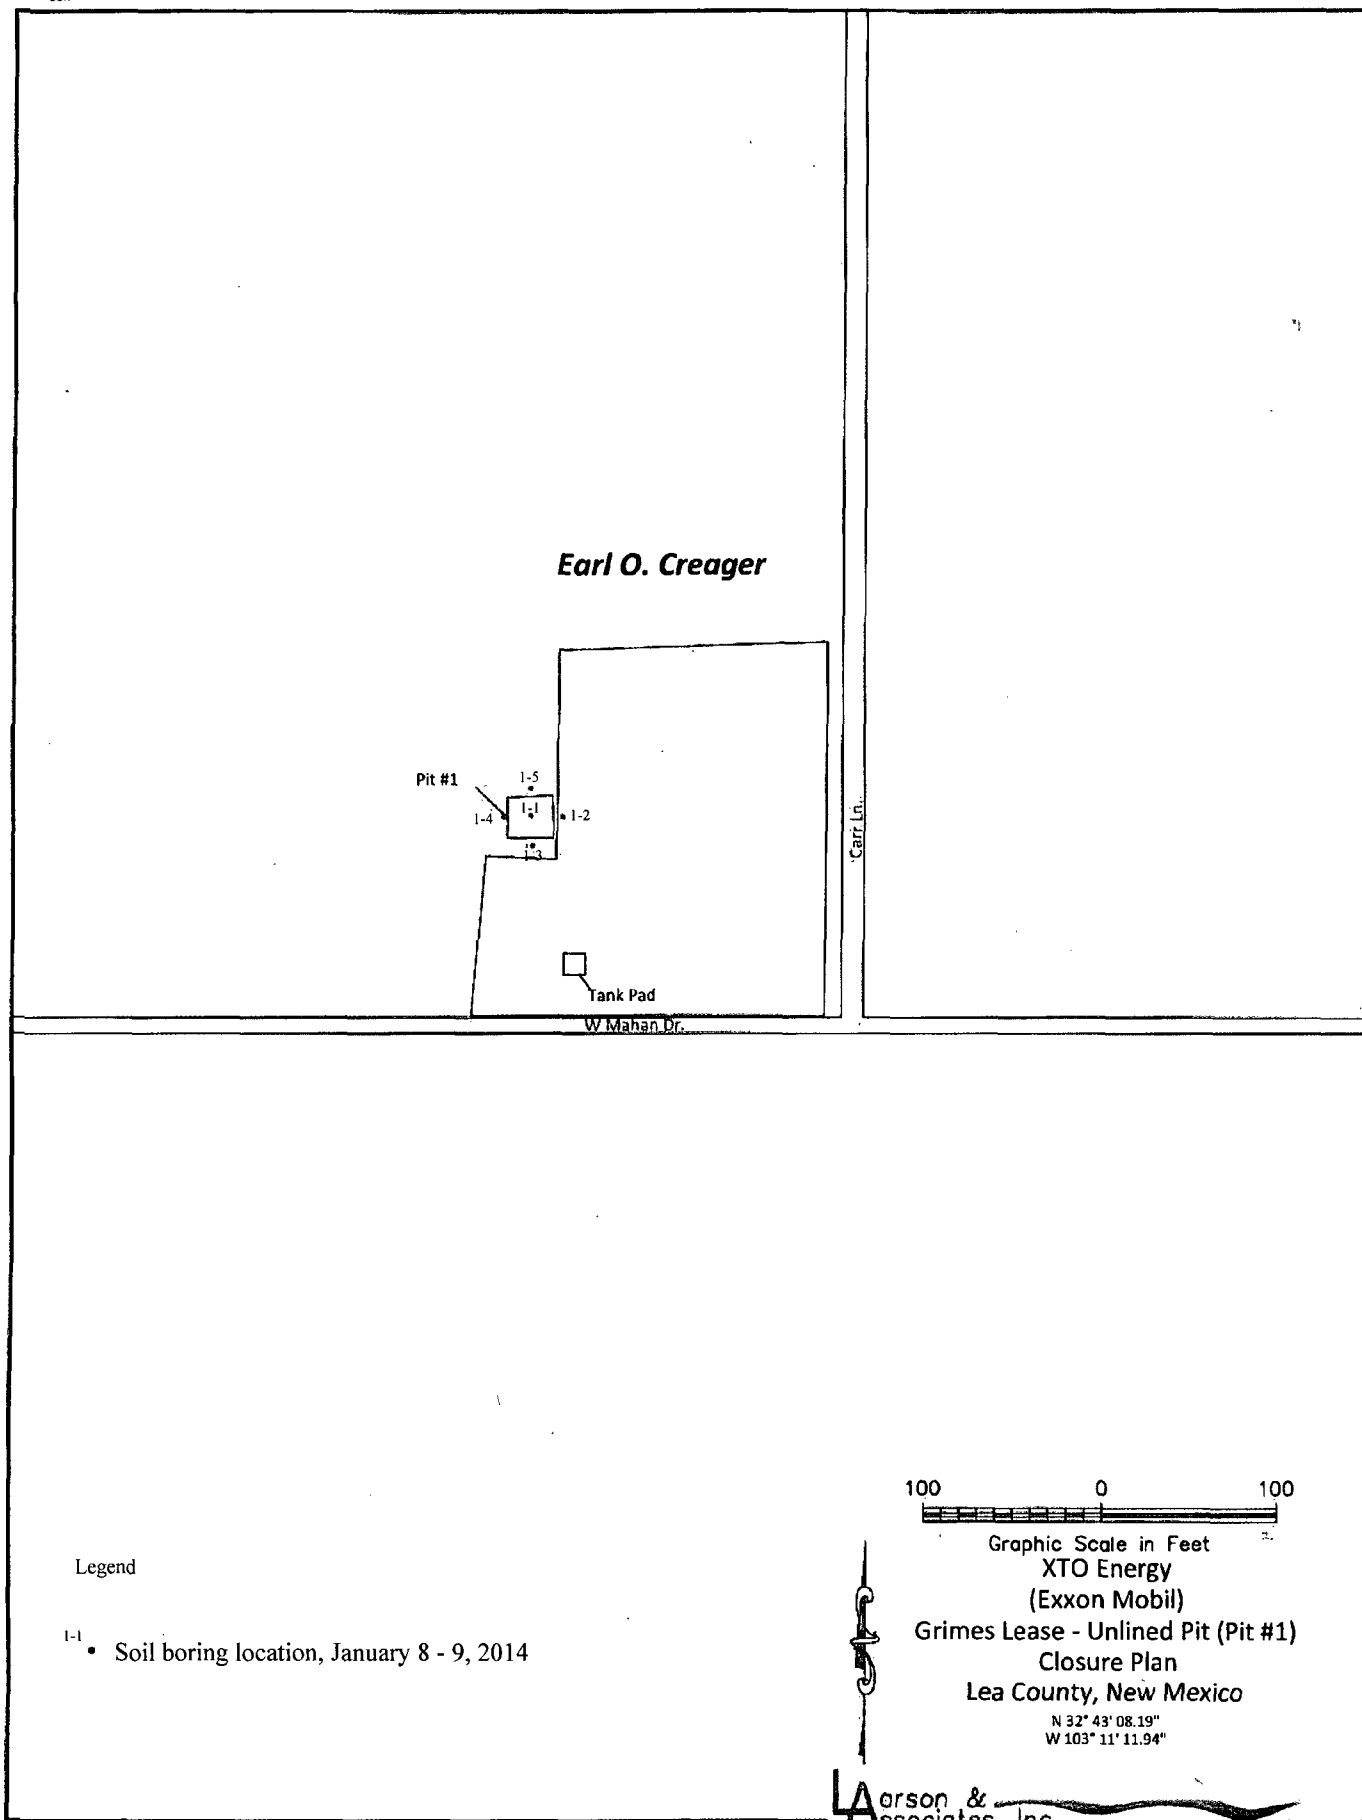 Earl O. Creager
Pit #1
1-5
1-1
1-4
1-2
1-3
Carr Ln.
Tank Pad
W Mahan Dr.
100 0 100
Graphic Scale in Feet
XTO Energy
(Exxon Mobil)
Grimes Lease - Unlined Pit (Pit #1)
Closure Plan
Lea County, New Mexico
N 32° 43' 08.19"
W 103° 11' 11.94"
Legend
1-1
Soil boring location, January 8 - 9, 2014
Larson &
Associates, Inc.